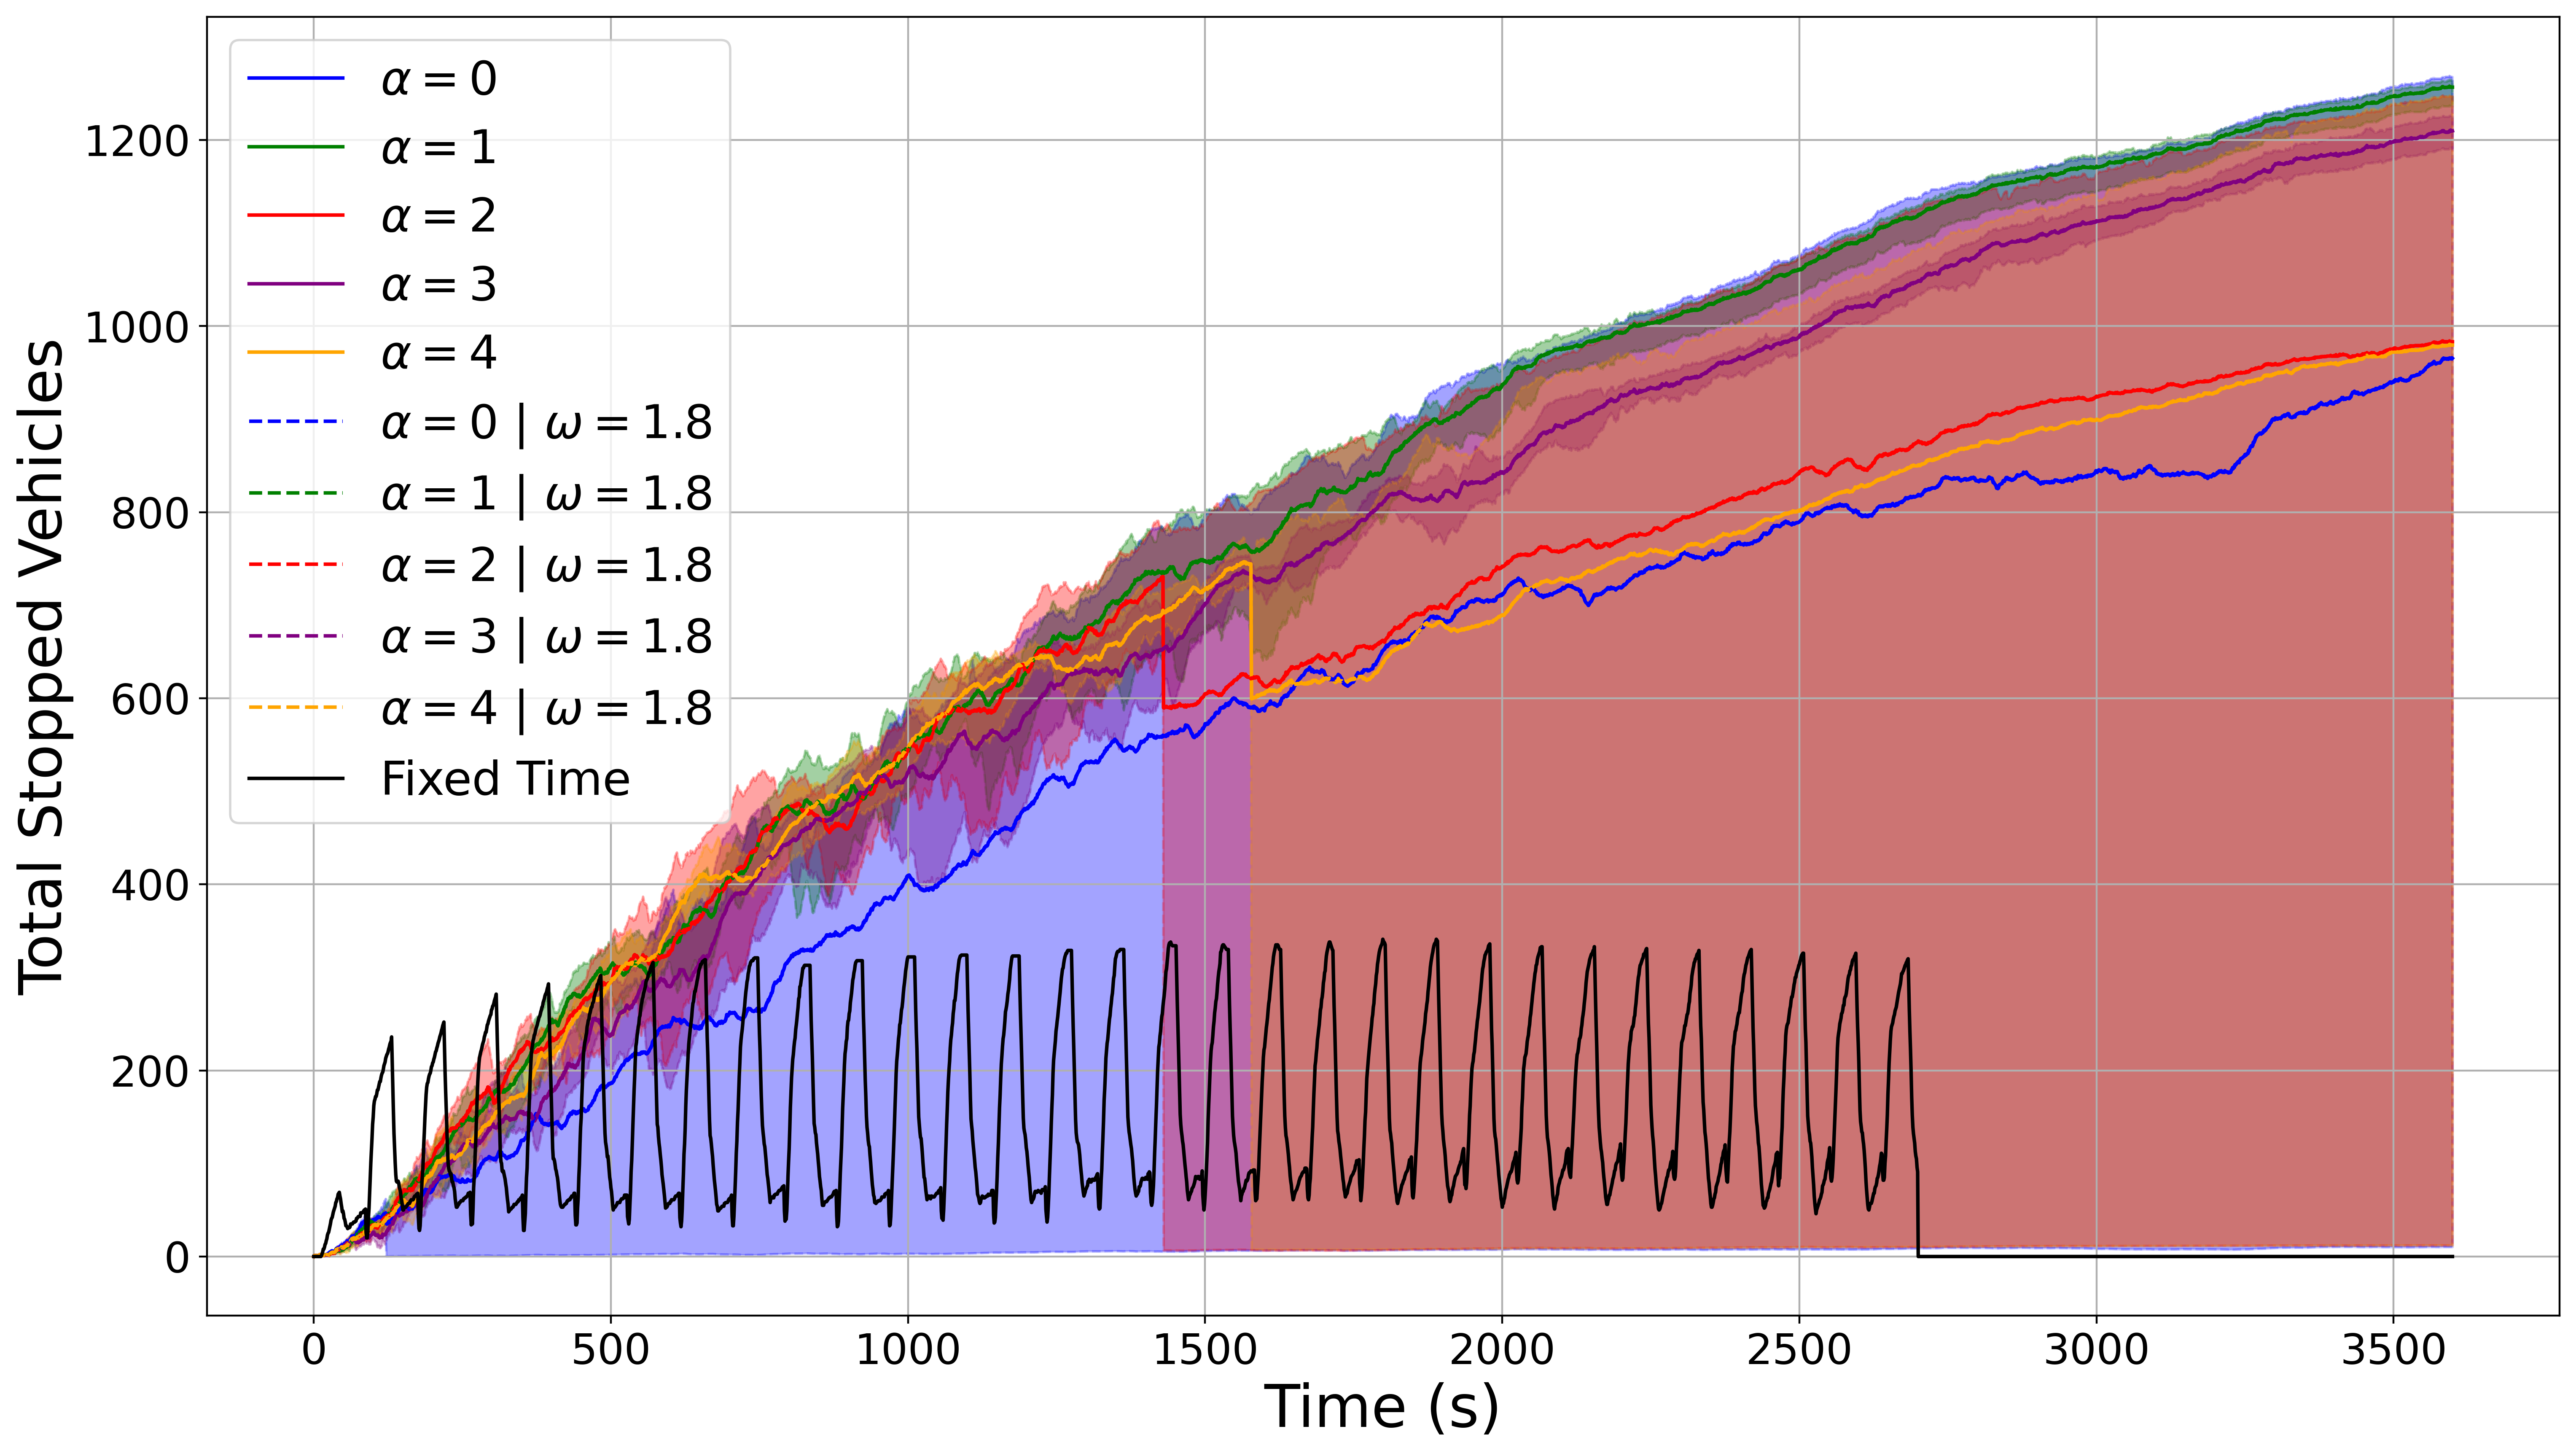 α = 0
α = 1
α = 2
α = 3
α = 4
α = 0 | ω = 1.8
α = 1 | ω = 1.8
α = 2 | ω = 1.8
α = 3 | ω = 1.8
α = 4 | ω = 1.8
Fixed Time
Total Stopped Vehicles
1200
1000
800
600
400
200
0
0 500 1000 1500 2000 2500 3000 3500
Time (s)